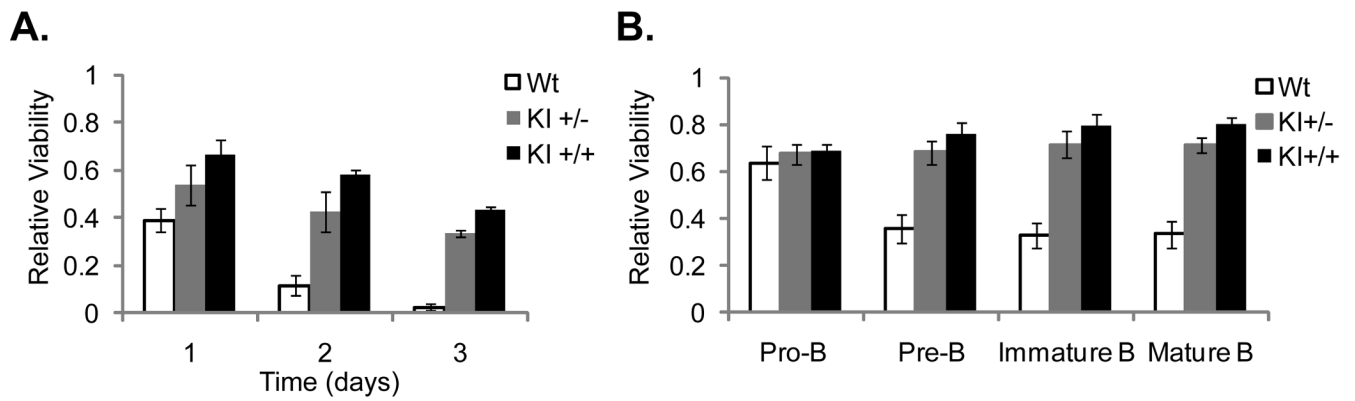 A.
Relative Viability
1
0.8
0.6
0.4
0.2
0
1
2
3
Time (days)
Wt
KI +/-
KI +/+
B.
Relative Viability
1
0.8
0.6
0.4
0.2
0
Pro-B
Pre-B
Immature B
Mature B
Wt
KI+/-
KI+/+